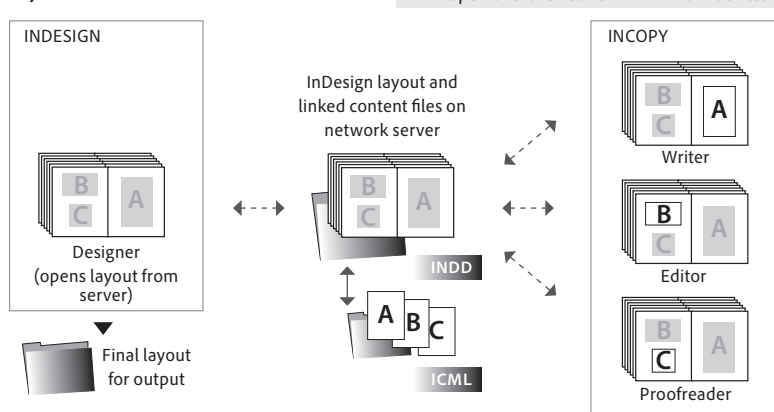 INDESIGN
B
C
A
Designer
(opens layout from
server)
Final layout
for output
InDesign layout and
linked content files on
network server
B
C
A
INDD
A
B
C
ICML
INCOPY
B
C
A
Writer
B
C
A
Editor
B
C
A
Proofreader